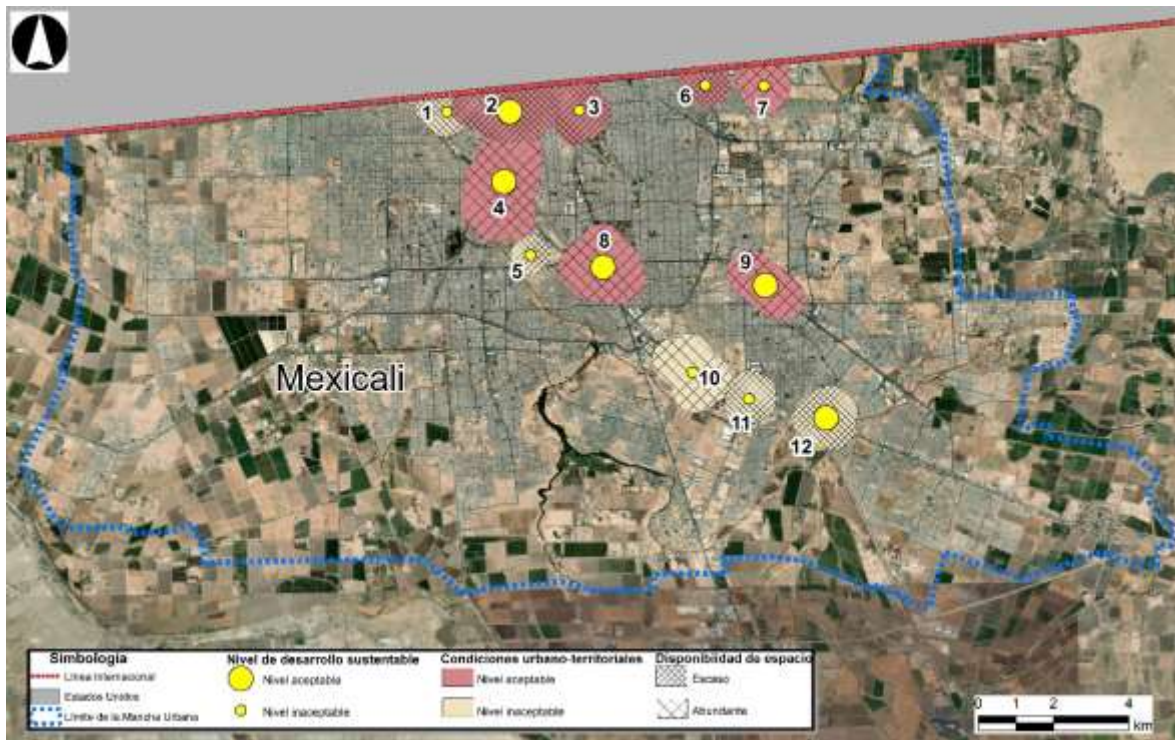 1
2
3
6
7
4
5
8
9
Mexicali
10
11
12
Simbología
Línea Internacional
Estados Unidos
Límite de la Mancha Urbana
Nivel de desarrollo sustentable
Nivel aceptable
Nivel inaceptable
Condiciones urbano-territoriales
Nivel aceptable
Nivel inaceptable
Disponibilidad de espacio
Escaso
Abundante
0 1 2 4
km